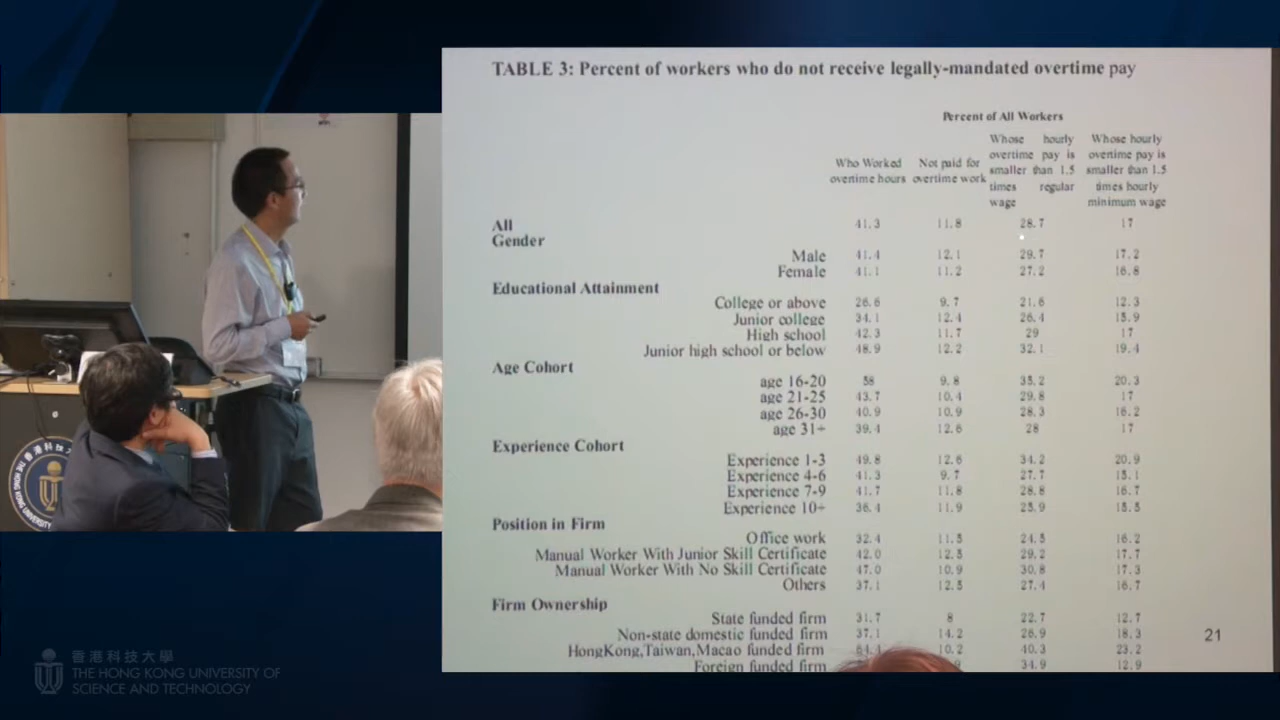 TABLE 3: Percent of workers who do not receive legally-mandated overtime pay
Percent of All Workers
Who Worked overtime hours
Not paid for overtime work
Whose hourly overtime pay is smaller than 1.5 times regular wage
Whose hourly overtime pay is smaller than 1.5 times hourly minimum wage
All 41.3 11.8 28.7 17
Gender
Male 41.4 12.1 29.7 17.2
Female 41.1 11.2 27.2 16.8
Educational Attainment
College or above 26.6 9.7 21.6 12.3
Junior college 34.1 12.4 26.4 15.9
High school 42.3 11.7 29 17
Junior high school or below 48.9 12.2 32.1 19.4
Age Cohort
age 16-20 58 9.8 35.2 20.3
age 21-25 43.7 10.4 29.8 17
age 26-30 40.9 10.9 28.3 16.2
age 31+ 39.4 12.6 28 17
Experience Cohort
Experience 1-3 49.8 12.6 34.2 20.9
Experience 4-6 41.3 9.7 27.7 15.1
Experience 7-9 41.7 11.8 28.8 16.7
Experience 10+ 36.4 11.9 25.9 15.5
Position in Firm
Office work 32.4 11.5 24.5 16.2
Manual Worker With Junior Skill Certificate 42.0 12.5 29.2 17.7
Manual Worker With No Skill Certificate 47.0 10.9 30.8 17.3
Others 37.1 12.5 27.4 16.7
Firm Ownership
State funded firm 31.7 8 22.7 12.7
Non-state domestic funded firm 37.1 14.2 26.9 18.3
HongKong,Taiwan,Macao funded firm 64.4 10.2 40.3 23.2
Foreign funded firm 34.9 12.9
21
香港科技大學
THE HONG KONG UNIVERSITY OF
SCIENCE AND TECHNOLOGY